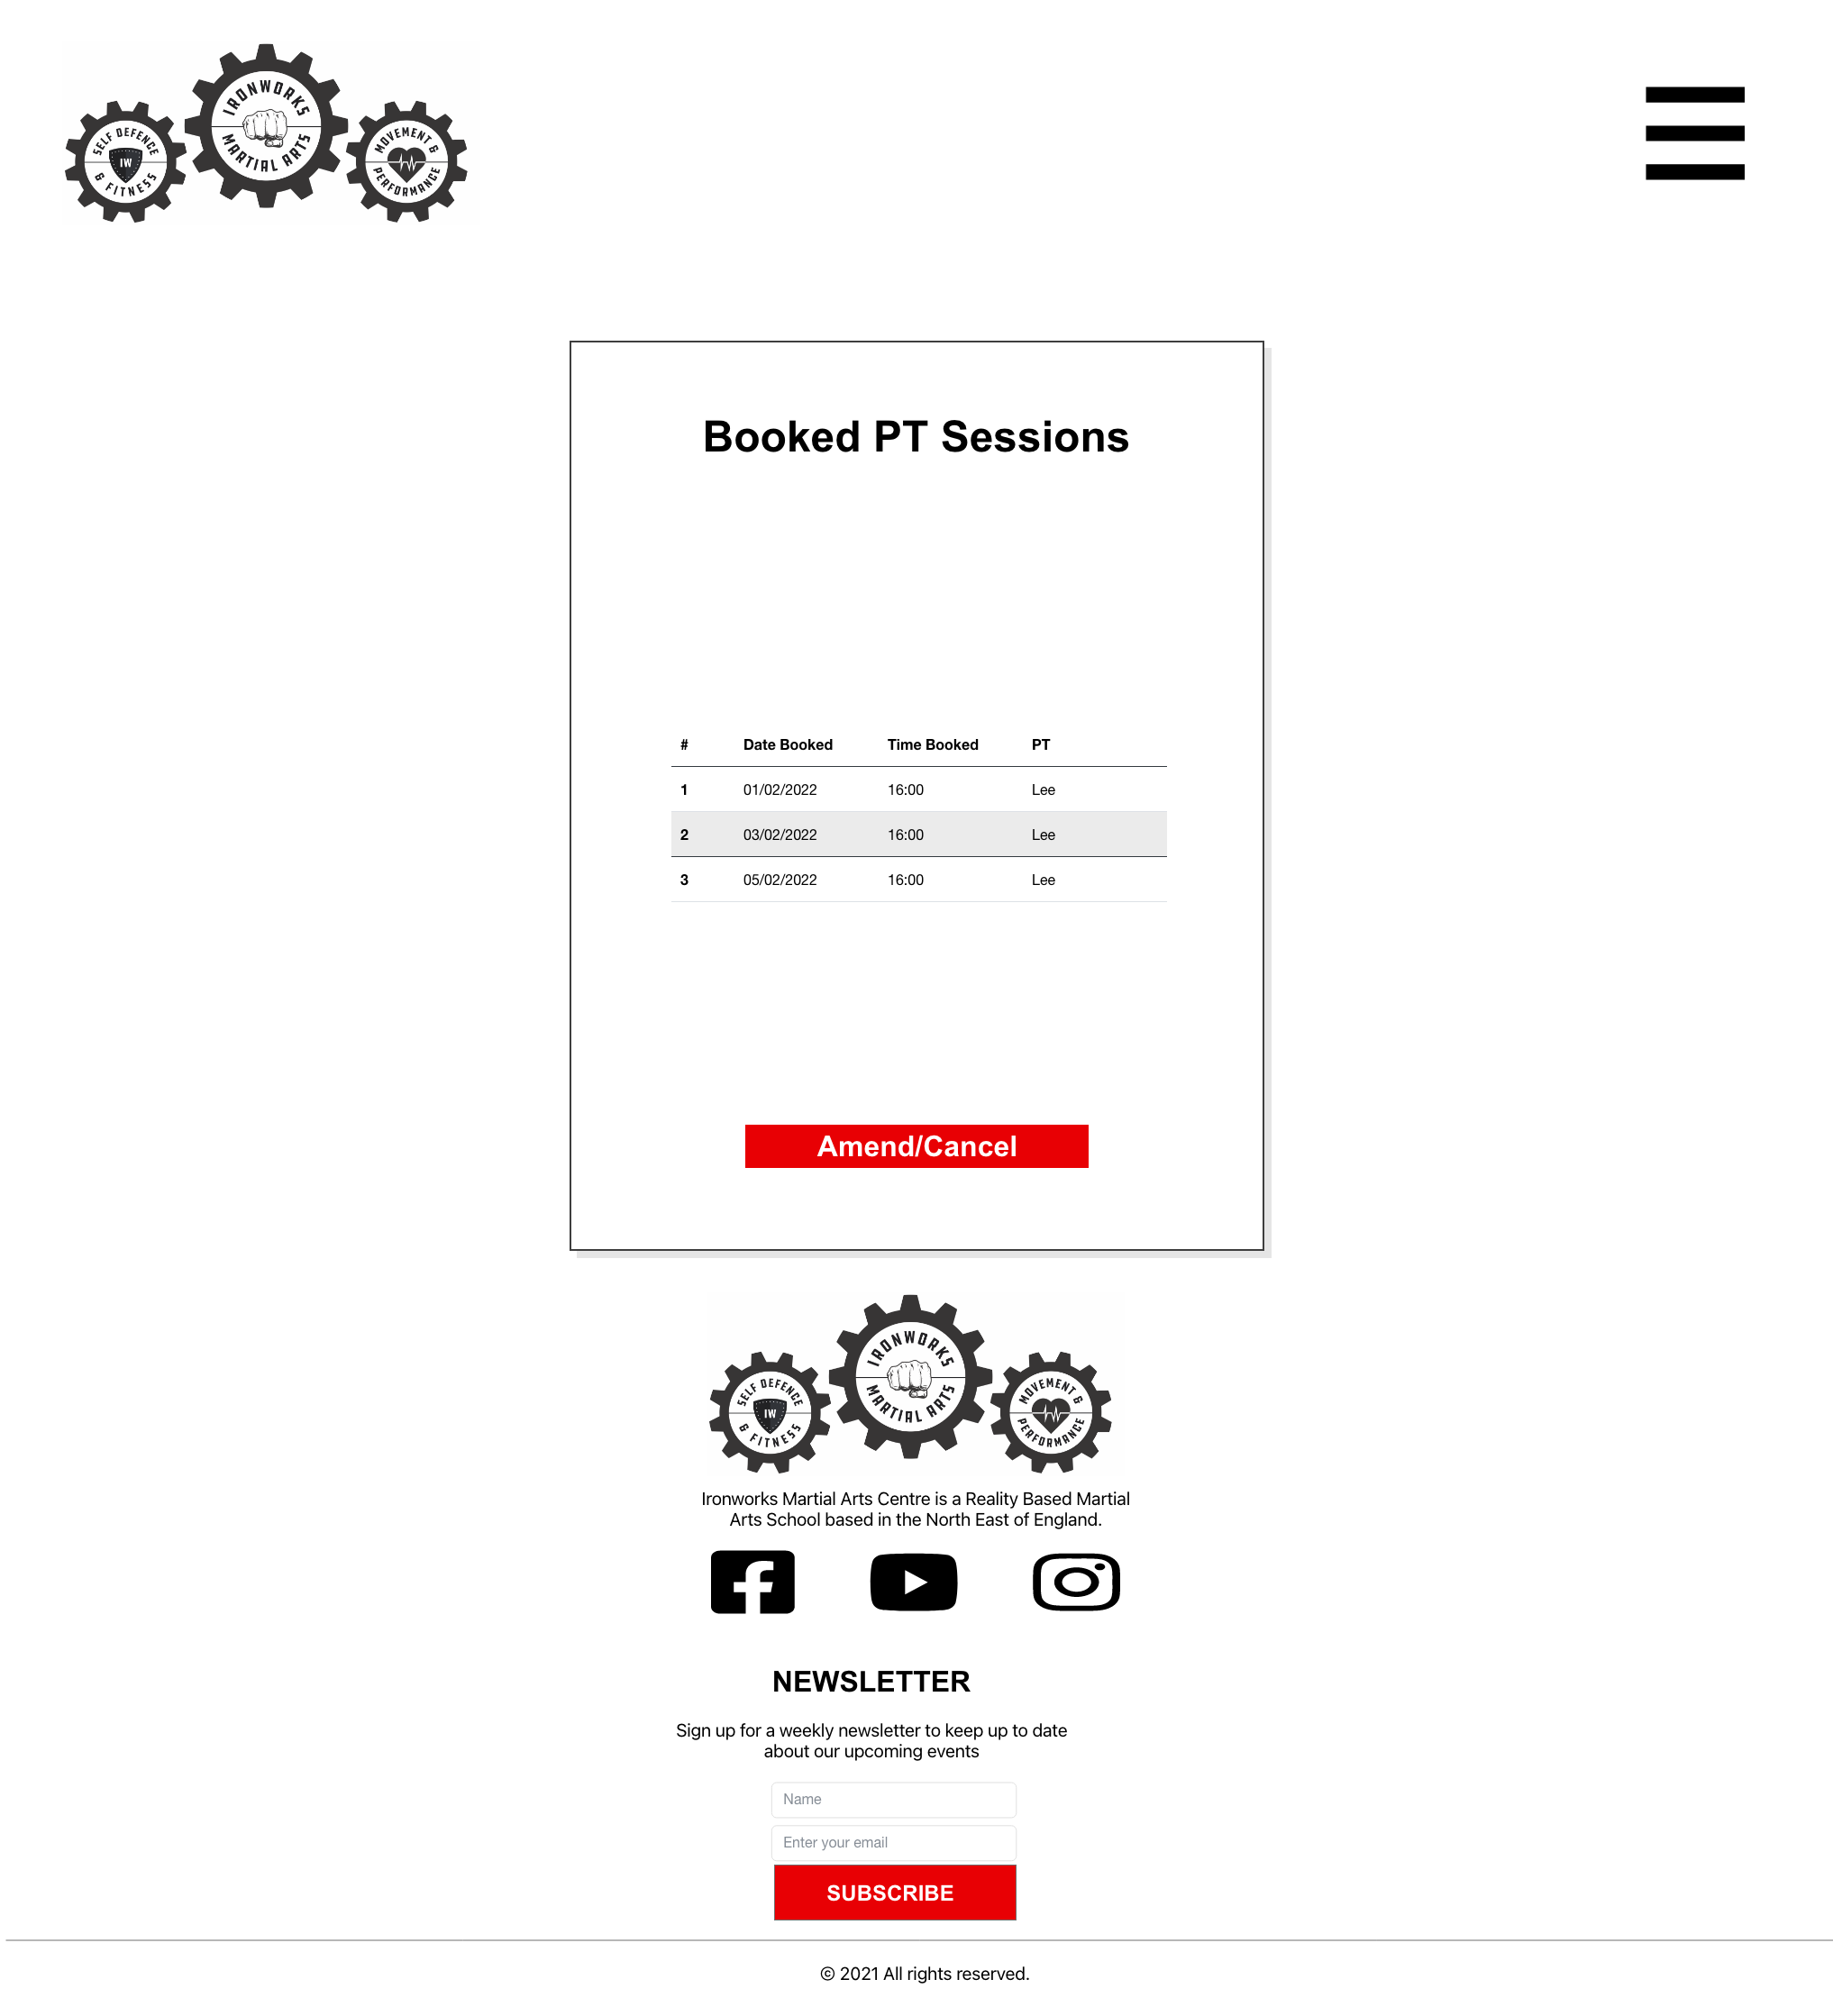 SELF DEFENCE
IW
& FITNESS
IRONWORKS
MARTIAL ARTS
MOVEMENT &
PERFORMANCE
Booked PT Sessions
# Date Booked Time Booked PT
1 01/02/2022 16:00 Lee
2 03/02/2022 16:00 Lee
3 05/02/2022 16:00 Lee
Amend/Cancel
SELF DEFENCE
IW
& FITNESS
IRONWORKS
MARTIAL ARTS
MOVEMENT &
PERFORMANCE
Ironworks Martial Arts Centre is a Reality Based Martial
Arts School based in the North East of England.
NEWSLETTER
Sign up for a weekly newsletter to keep up to date
about our upcoming events
Name
Enter your email
SUBSCRIBE
© 2021 All rights reserved.